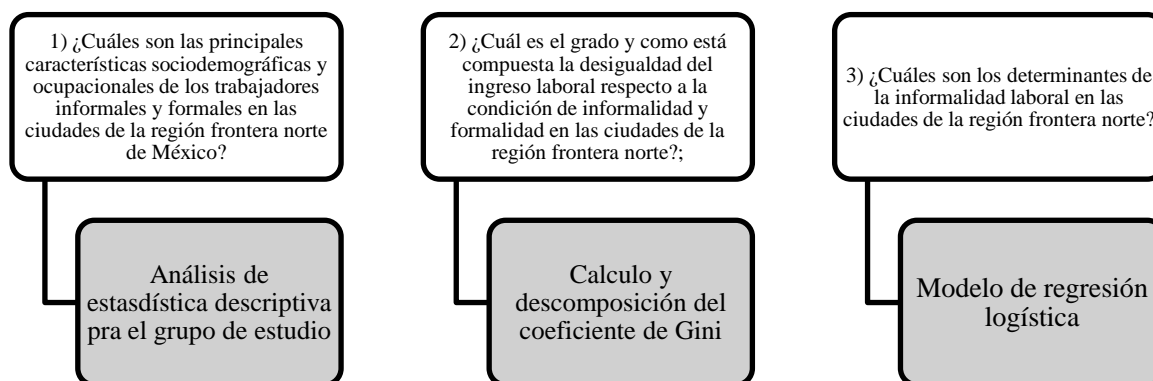 1) ¿Cuáles son las principales
características sociodemográficas y
ocupacionales de los trabajadores
informales y formales en las
ciudades de la región frontera norte
de México?
Análisis de
estasdística descriptiva
pra el grupo de estudio
2) ¿Cuál es el grado y como está
compuesta la desigualdad del
ingreso laboral respecto a la
condición de informalidad y
formalidad en las ciudades de la
región frontera norte?;
Calculo y
descomposición del
coeficiente de Gini
3) ¿Cuáles son los determinantes de
la informalidad laboral en las
ciudades de la región frontera norte?
Modelo de regresión
logística